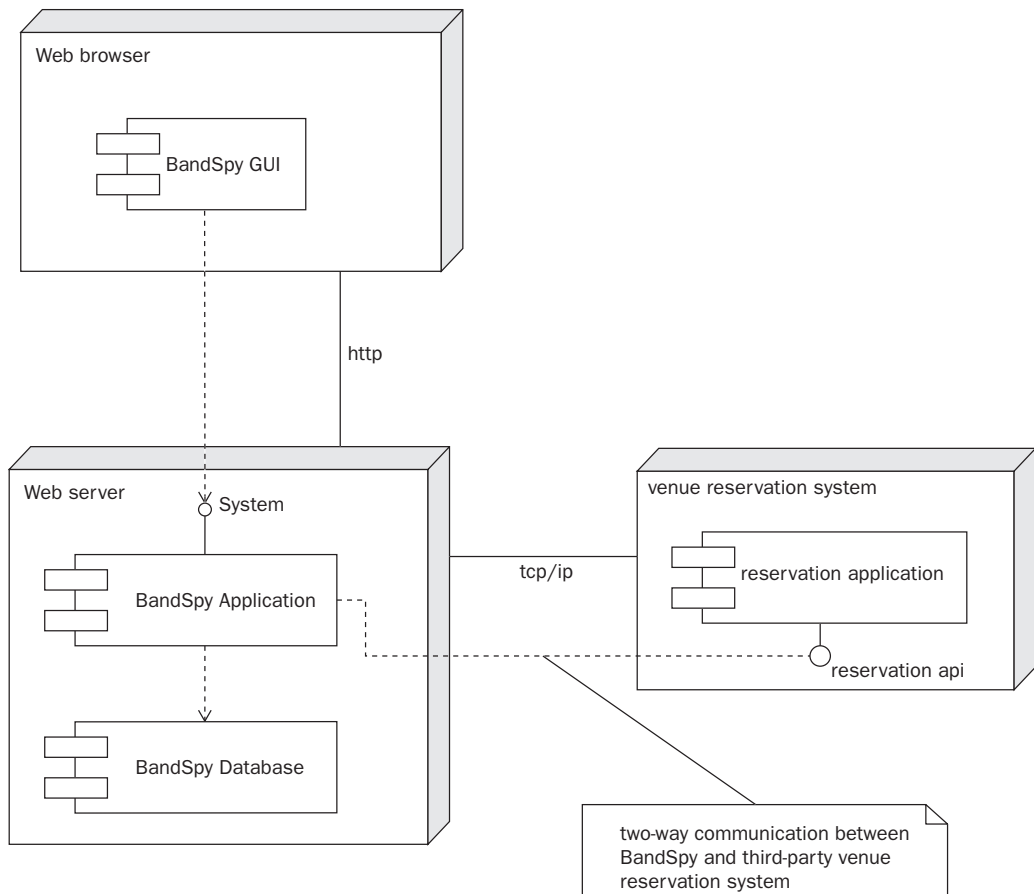 Web browser
BandSpy GUI
http
Web server
System
BandSpy Application
BandSpy Database
tcp/ip
venue reservation system
reservation application
reservation api
two-way communication between
BandSpy and third-party venue
reservation system